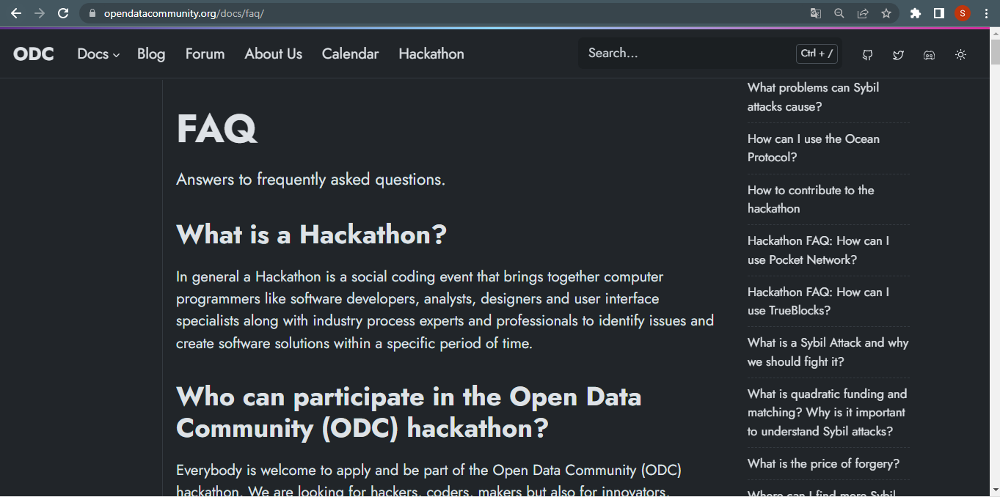 opendatacommunity.org/docs/faq/
S
ODC
Docs
Blog
Forum
About Us
Calendar
Hackathon
Search...
Ctrl + /
FAQ
Answers to frequently asked questions.
What is a Hackathon?
In general a Hackathon is a social coding event that brings together computer
programmers like software developers, analysts, designers and user interface
specialists along with industry process experts and professionals to identify issues and
create software solutions within a specific period of time.
Who can participate in the Open Data
Community (ODC) hackathon?
Everybody is welcome to apply and be part of the Open Data Community (ODC)
hackathon. We are looking for hackers, coders, makers but also for innovators,
What problems can Sybil
attacks cause?
How can I use the Ocean
Protocol?
How to contribute to the
hackathon
Hackathon FAQ: How can I
use Pocket Network?
Hackathon FAQ: How can I
use TrueBlocks?
What is a Sybil Attack and why
we should fight it?
What is quadratic funding and
matching? Why is it important
to understand Sybil attacks?
What is the price of forgery?
Where can I find more Sybil